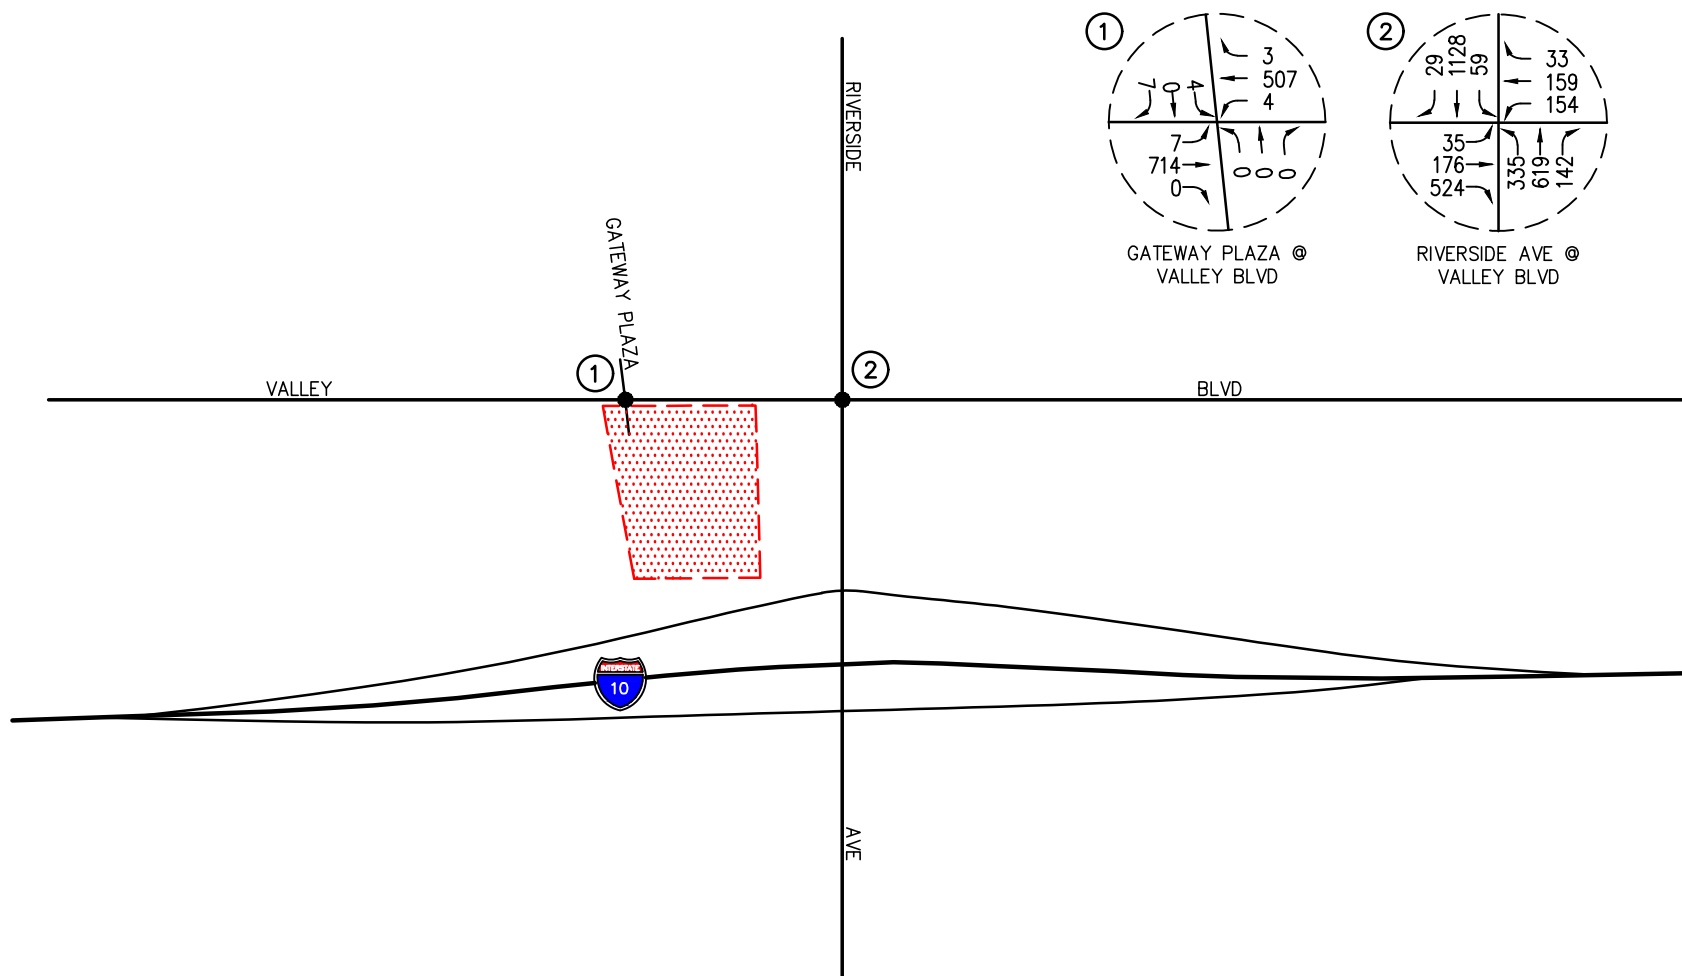 1
3
507
4
7
0
4
7
714
0
0
0
0
GATEWAY PLAZA @
VALLEY BLVD
2
29
1128
59
33
159
154
35
176
524
335
619
142
RIVERSIDE AVE @
VALLEY BLVD
RIVERSIDE
GATEWAY PLAZA
1
2
VALLEY
BLVD
INTERSTATE
10
AVE